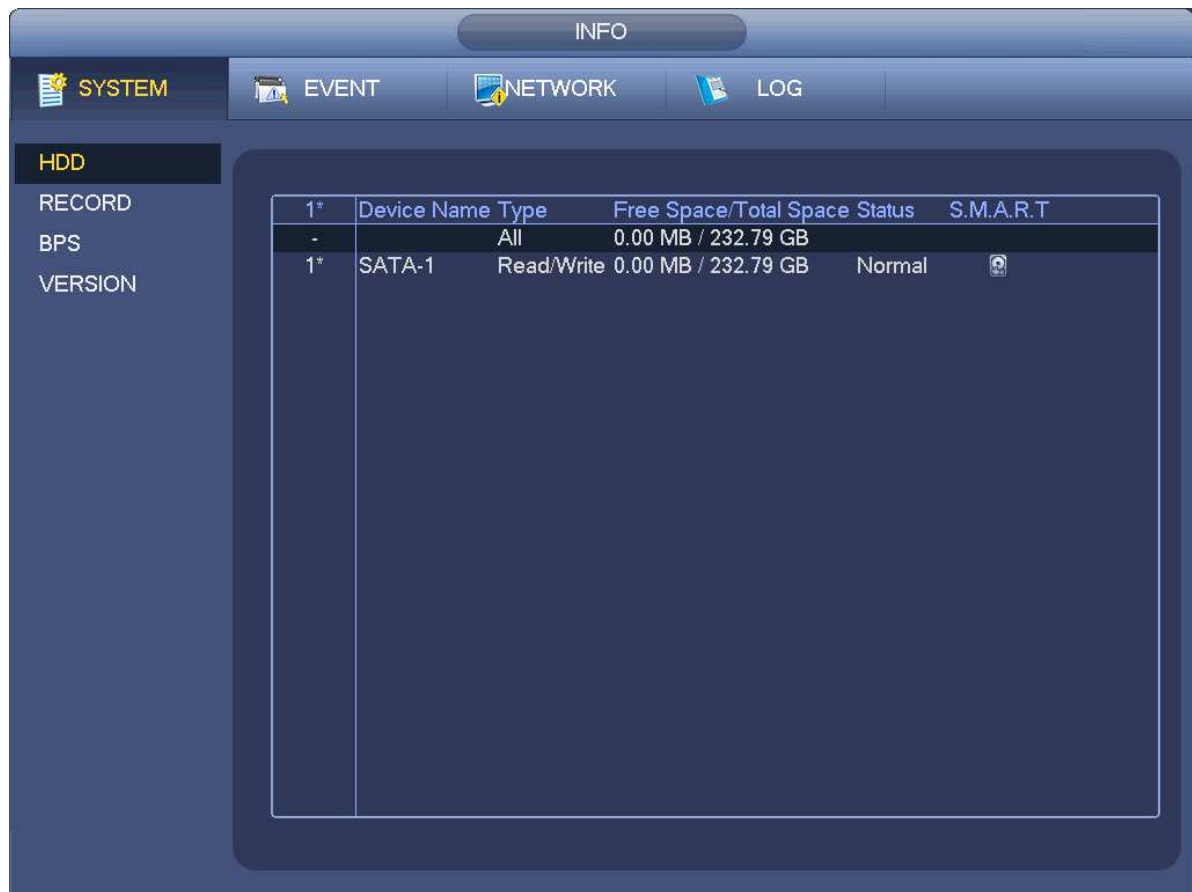 INFO
SYSTEM EVENT NETWORK LOG
HDD
RECORD
BPS
VERSION
1* Device Name Type Free Space/Total Space Status S.M.A.R.T
- All 0.00 MB / 232.79 GB
1* SATA-1 Read/Write 0.00 MB / 232.79 GB Normal